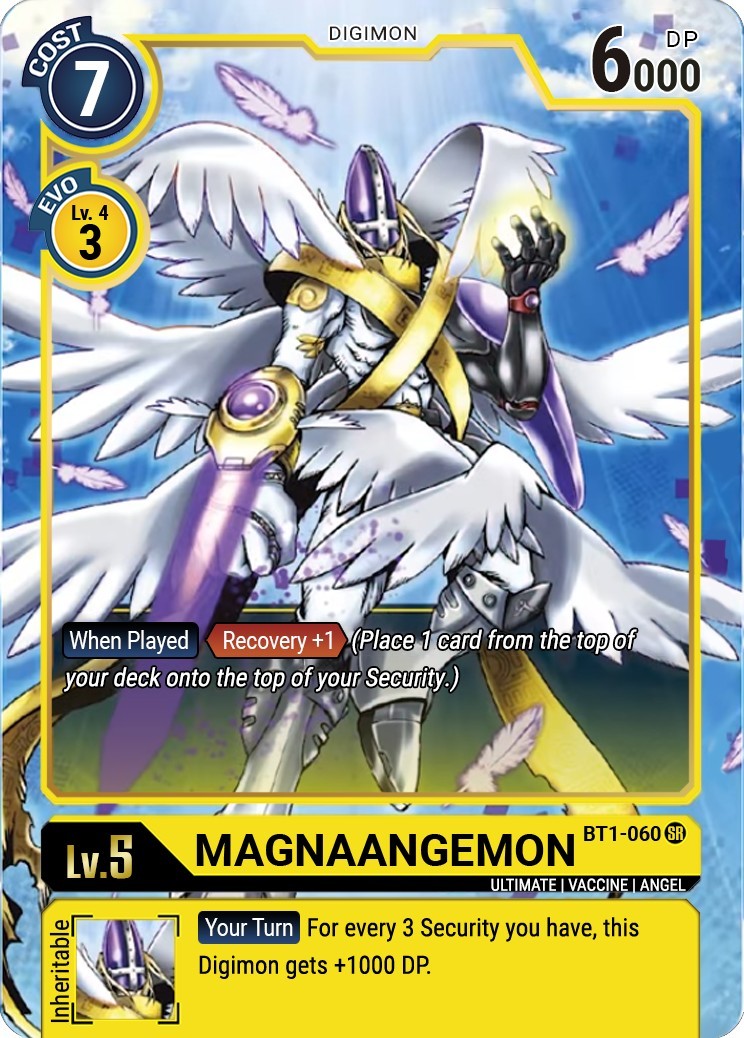 DIGIMON
COST
7
DP
6000
EVO
Lv. 4
3
When Played Recovery +1 (Place 1 card from the top of
your deck onto the top of your Security.)
Lv.5
MAGNAANGEMON
BT1-060 SR
ULTIMATE | VACCINE | ANGEL
Inheritable
Your Turn For every 3 Security you have, this
Digimon gets +1000 DP.